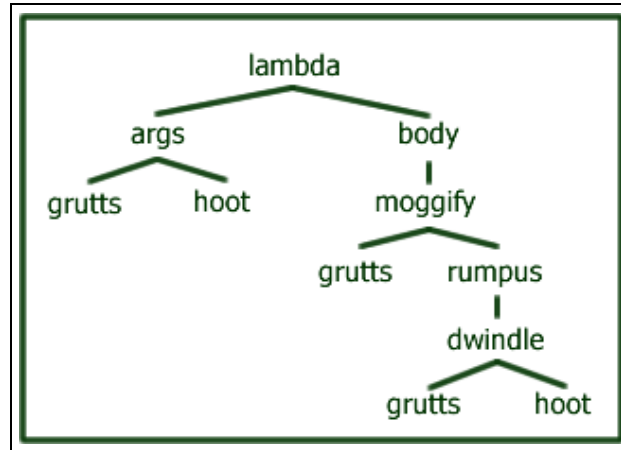 lambda
args body
grutts hoot moggify
grutts rumpus
dwindle
grutts hoot